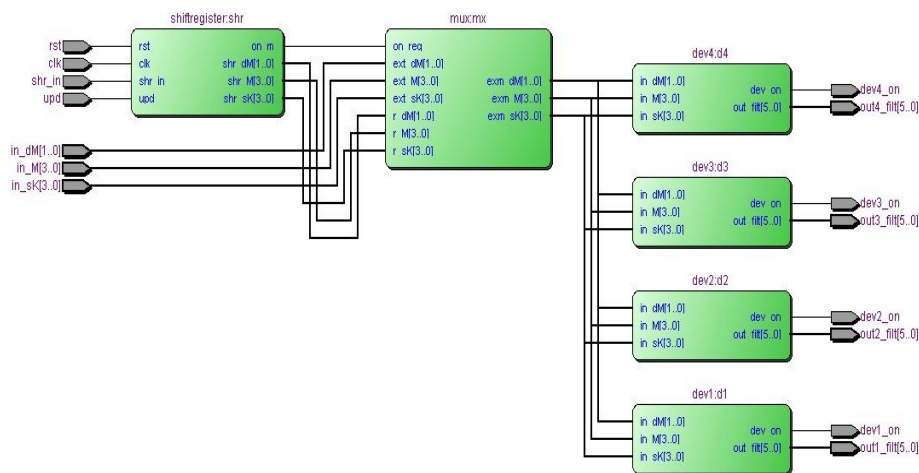 shiftregister:shr
rst
clk
shr_in
upd
rst
clk
shr in
upd
on m
shr dM[1..0]
shr M[3..0]
shr sK[3..0]
in_dM[1..0]
in_M[3..0]
in_sK[3..0]
mux:mx
on req
ext dM[1..0]
ext M[3..0]
ext sK[3..0]
r dM[1..0]
r M[3..0]
r sK[3..0]
exm dM[1..0]
exm M[3..0]
exm sK[3..0]
dev4:d4
in dM[1..0]
in M[3..0]
in sK[3..0]
dev on
out filt[5..0]
dev4_on
out4_filt[5..0]
dev3:d3
in dM[1..0]
in M[3..0]
in sK[3..0]
dev on
out filt[5..0]
dev3_on
out3_filt[5..0]
dev2:d2
in dM[1..0]
in M[3..0]
in sK[3..0]
dev on
out filt[5..0]
dev2_on
out2_filt[5..0]
dev1:d1
in dM[1..0]
in M[3..0]
in sK[3..0]
dev on
out filt[5..0]
dev1_on
out1_filt[5..0]